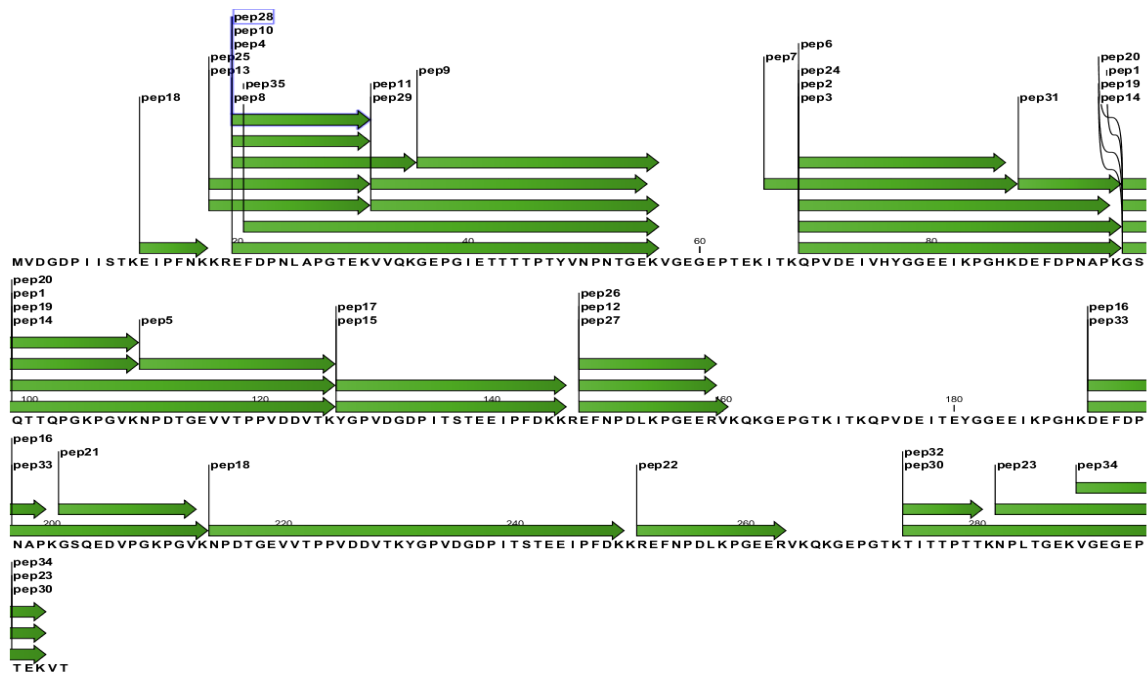 pep28
pep10
pep4 pep6
pep25 pep7 pep20
pep13 pep9 pep24 pep1
pep35 pep11 pep2 pep19
pep18 pep8 pep29 pep3 pep31 pep14
20 40 60 80
MVDGDPIISTKEIPFNKKREFDPNLAPGTEKVVQKGEPGIETTTTPTYVNPNTGEKVGEGEPTEKITKQPVDEIVHYGGEEIKPGHKDEFDPNAPKGS
pep20
pep1 pep26
pep19 pep17 pep12 pep16
pep14 pep5 pep15 pep27 pep33
100 120 140 160 180
QTTQPGKPGVKNPDTGEVVTPPVDDVTKYGPVDGDPITSTEEIPFDKKREFNPDLKPGEERVKQKGEPGTKITKQPVDEITEYGGEEIKPGHKDEFDP
pep16
pep21 pep32
pep33 pep18 pep22 pep30 pep23 pep34
200 220 240 260 280
NAPKGSQEDVPGKPGVKNPDTGEVVTPPVDDVTKYGPVDGDPITSTEEIPFDKKREFNPDLKPGEERVKQKGEPGTKTITTPTTKNPLTGEKVGEGEP
pep34
pep23
pep30
TEKVT